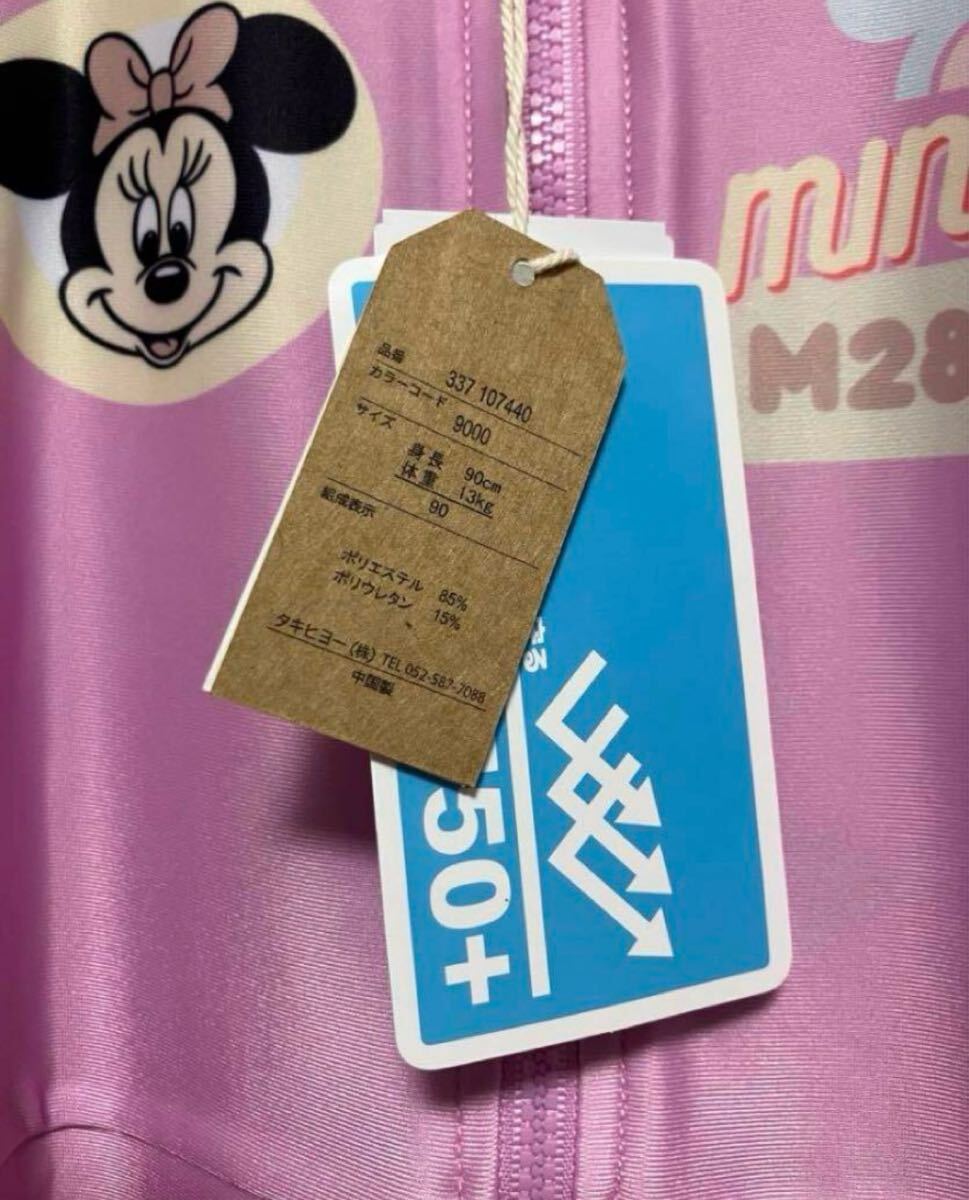 min
M28
品番 337 107440
カラーコード 9000
サイズ
身長 90cm
体重 13kg
90
組成表示
ポリエステル 85%
ポリウレタン 15%
タキヒヨー(株) TEL 052-587-7088
中国製
50+